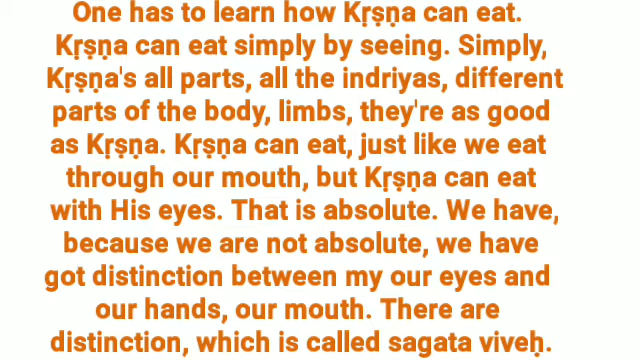 One has to learn how Kṛṣṇa can eat.
Kṛṣṇa can eat simply by seeing. Simply,
Kṛṣṇa's all parts, all the indriyas, different
parts of the body, limbs, they're as good
as Kṛṣṇa. Kṛṣṇa can eat, just like we eat
through our mouth, but Kṛṣṇa can eat
with His eyes. That is absolute. We have,
because we are not absolute, we have
got distinction between my our eyes and
our hands, our mouth. There are
distinction, which is called sagata viveḥ.